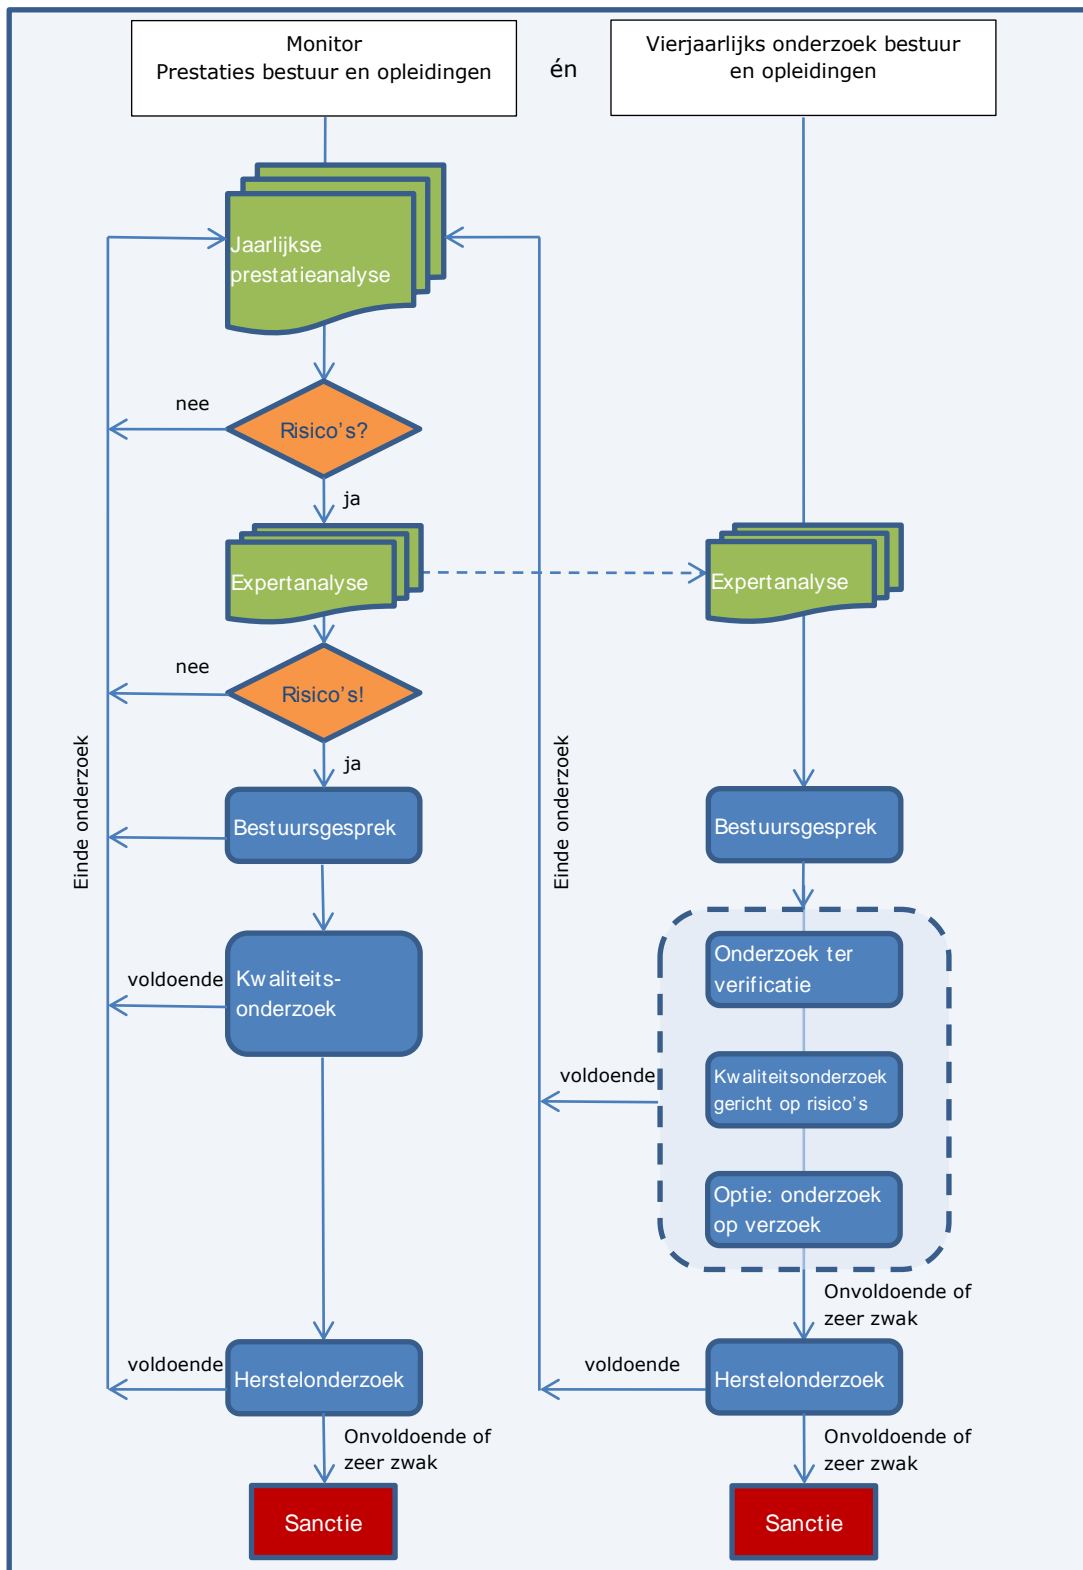 Monitor
Prestaties bestuur en opleidingen
én
Vierjaarlijks onderzoek bestuur
en opleidingen
Jaarlijkse
prestatieanalyse
nee
Risico's?
ja
Expertanalyse
Expertanalyse
nee
Risico's!
ja
Einde onderzoek
Einde onderzoek
Bestuursgesprek
Bestuursgesprek
voldoende
Kwaliteits-
onderzoek
Onderzoek ter
verificatie
voldoende
Kwaliteitsonderzoek
gericht op risico's
Optie: onderzoek
op verzoek
Onvoldoende of
zeer zwak
voldoende
Herstelonderzoek
voldoende
Herstelonderzoek
Onvoldoende of
zeer zwak
Onvoldoende of
zeer zwak
Sanctie
Sanctie